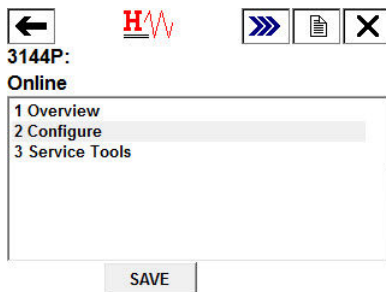 H
3144P:
Online
1 Overview
2 Configure
3 Service Tools
SAVE